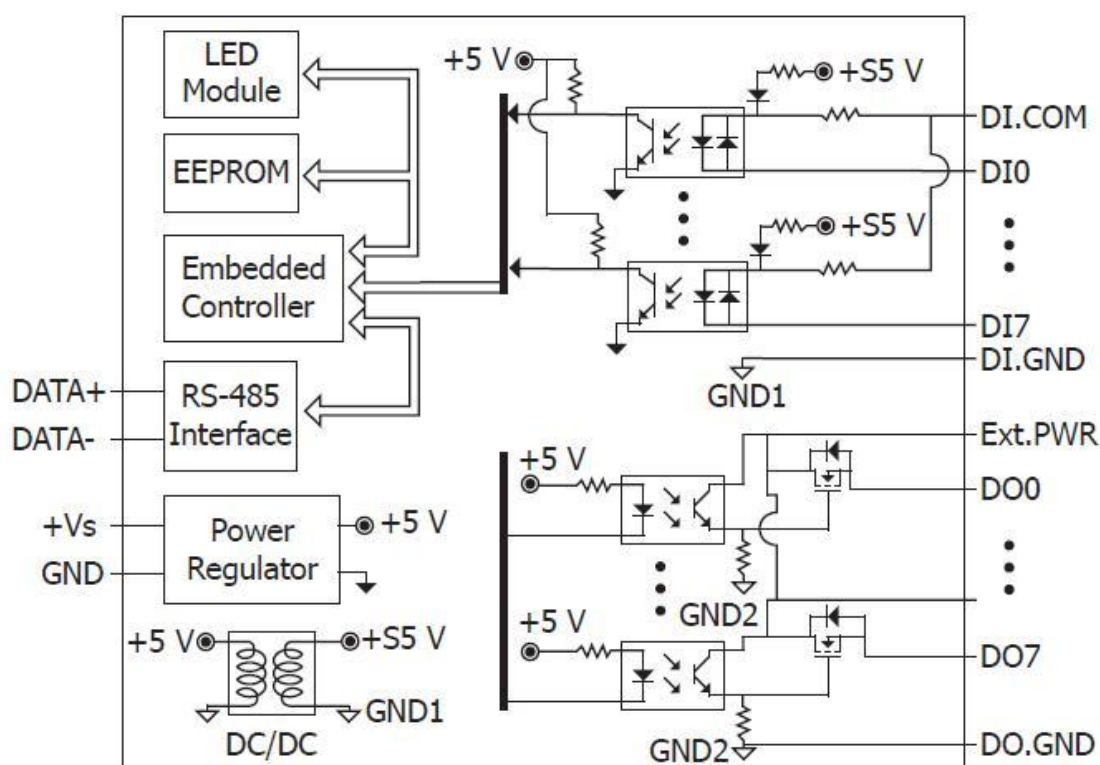 LED
Module
EEPROM
Embedded
Controller
RS-485
Interface
DATA+
DATA-
+Vs
GND
Power
Regulator
+5 V
+5 V
+S5 V
GND1
DC/DC
+5 V
+S5 V
DI.COM
DI0
+S5 V
DI7
DI.GND
GND1
Ext.PWR
+5 V
DO0
GND2
+5 V
DO7
GND2
DO.GND